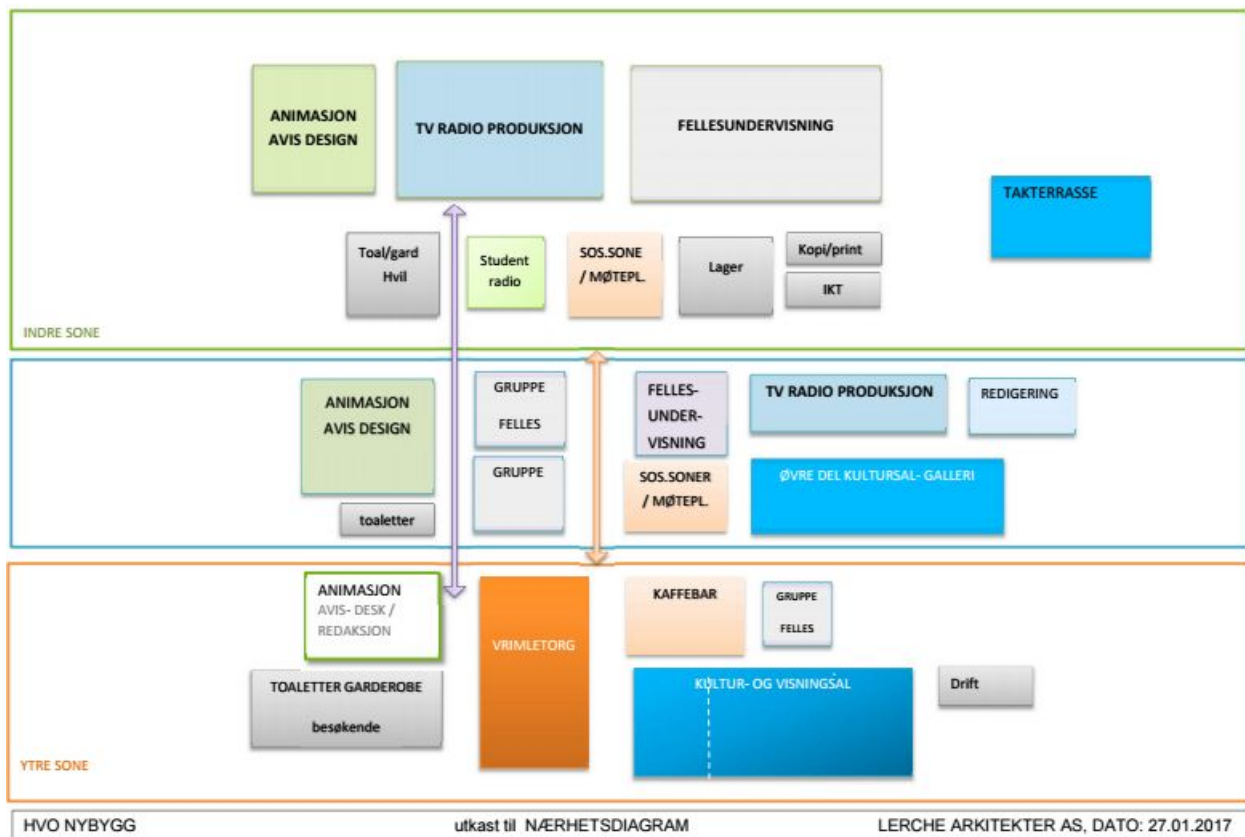 ANIMASJON
AVIS DESIGN
TV RADIO PRODUKSJON
FELLESUNDERVISNING
TAKTERRASSE
Toal/gard
Hvil
Student
radio
SOS.SONE
/ MØTEPL.
Lager
Kopi/print
IKT
INDRE SONE
ANIMASJON
AVIS DESIGN
toaletter
GRUPPE
FELLES
GRUPPE
FELLES-
UNDER-
VISNING
SOS.SONER
/ MØTEPL.
TV RADIO PRODUKSJON
REDIGERING
ØVRE DEL KULTURSAL- GALLERI
ANIMASJON
AVIS- DESK /
REDAKSJON
TOALETTER GARDEROBE
besøkende
VRIMLETORG
KAFFEBAR
GRUPPE
FELLES
KULTUR- OG VISNINGSAL
Drift
YTRE SONE
HVO NYBYGG
utkast til NÆRHETSDIAGRAM
LERCHE ARKITEKTER AS, DATO: 27.01.2017